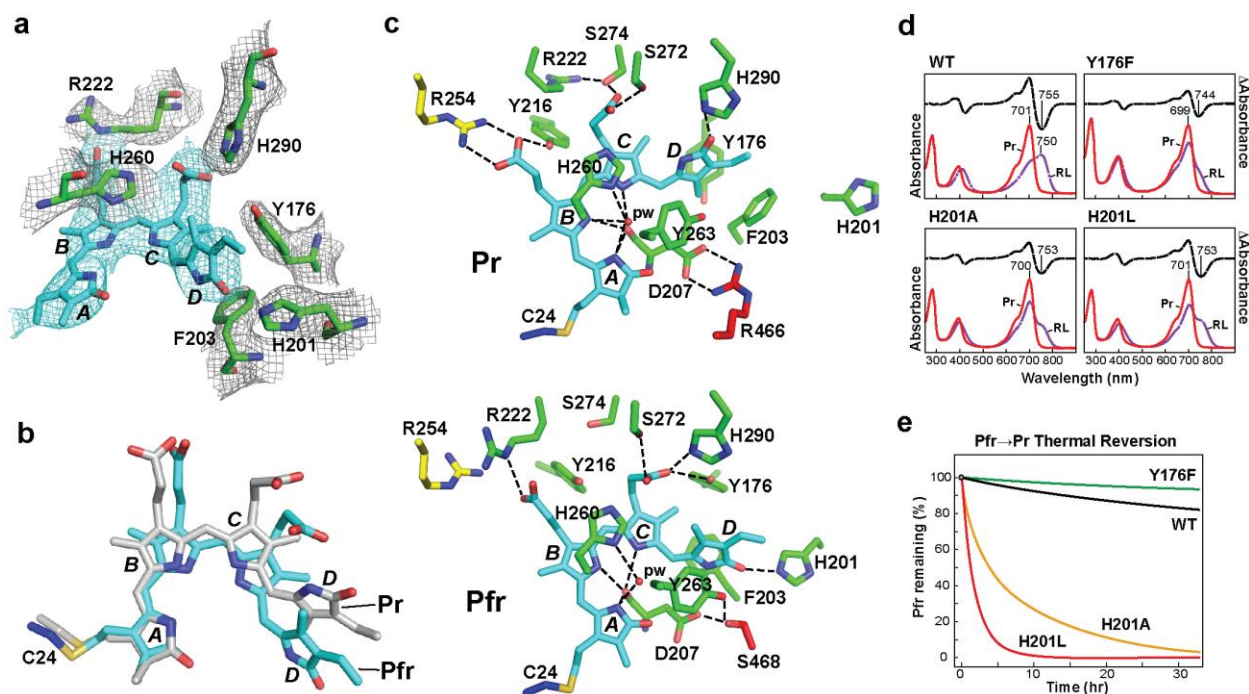 a
R222
H260
H290
Y176
B
C
A
D
F203
H201
b
C
B
D
A
Pr
C24
Pfr
D
c
S274
R222
S272
H290
R254
Y216
C
D
Y176
H260
B
pw
Y263
F203
H201
Pr
A
D207
C24
R466
S274
S272
R222
R254
H290
Y216
Y176
H260
C
D
B
pw
H201
Y263
F203
Pfr
A
D207
S468
C24
d
WT
Y176F
755
701
750
Pr
RL
744
699
Pr
RL
Absorbance
ΔAbsorbance
H201A
H201L
753
700
Pr
RL
753
701
Pr
RL
Absorbance
ΔAbsorbance
300 400 500 600 700 800
300 400 500 600 700 800
Wavelength (nm)
e
Pfr→Pr Thermal Reversion
100
80
60
40
20
0
Pfr remaining (%)
Y176F
WT
H201A
H201L
0 10 20 30
Time (hr)